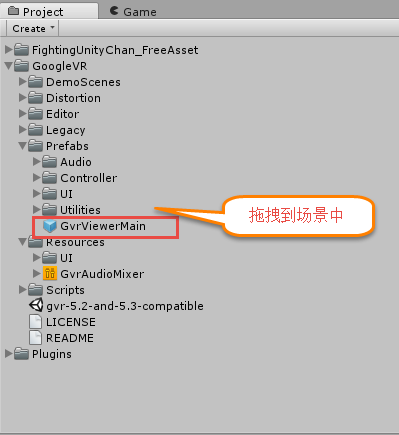 Project
Game
Create
FightingUnityChan_FreeAsset
GoogleVR
DemoScenes
Distortion
Editor
Legacy
Prefabs
Audio
Controller
UI
Utilities
GvrViewerMain
拖拽到场景中
Resources
UI
GvrAudioMixer
Scripts
gvr-5.2-and-5.3-compatible
LICENSE
README
Plugins